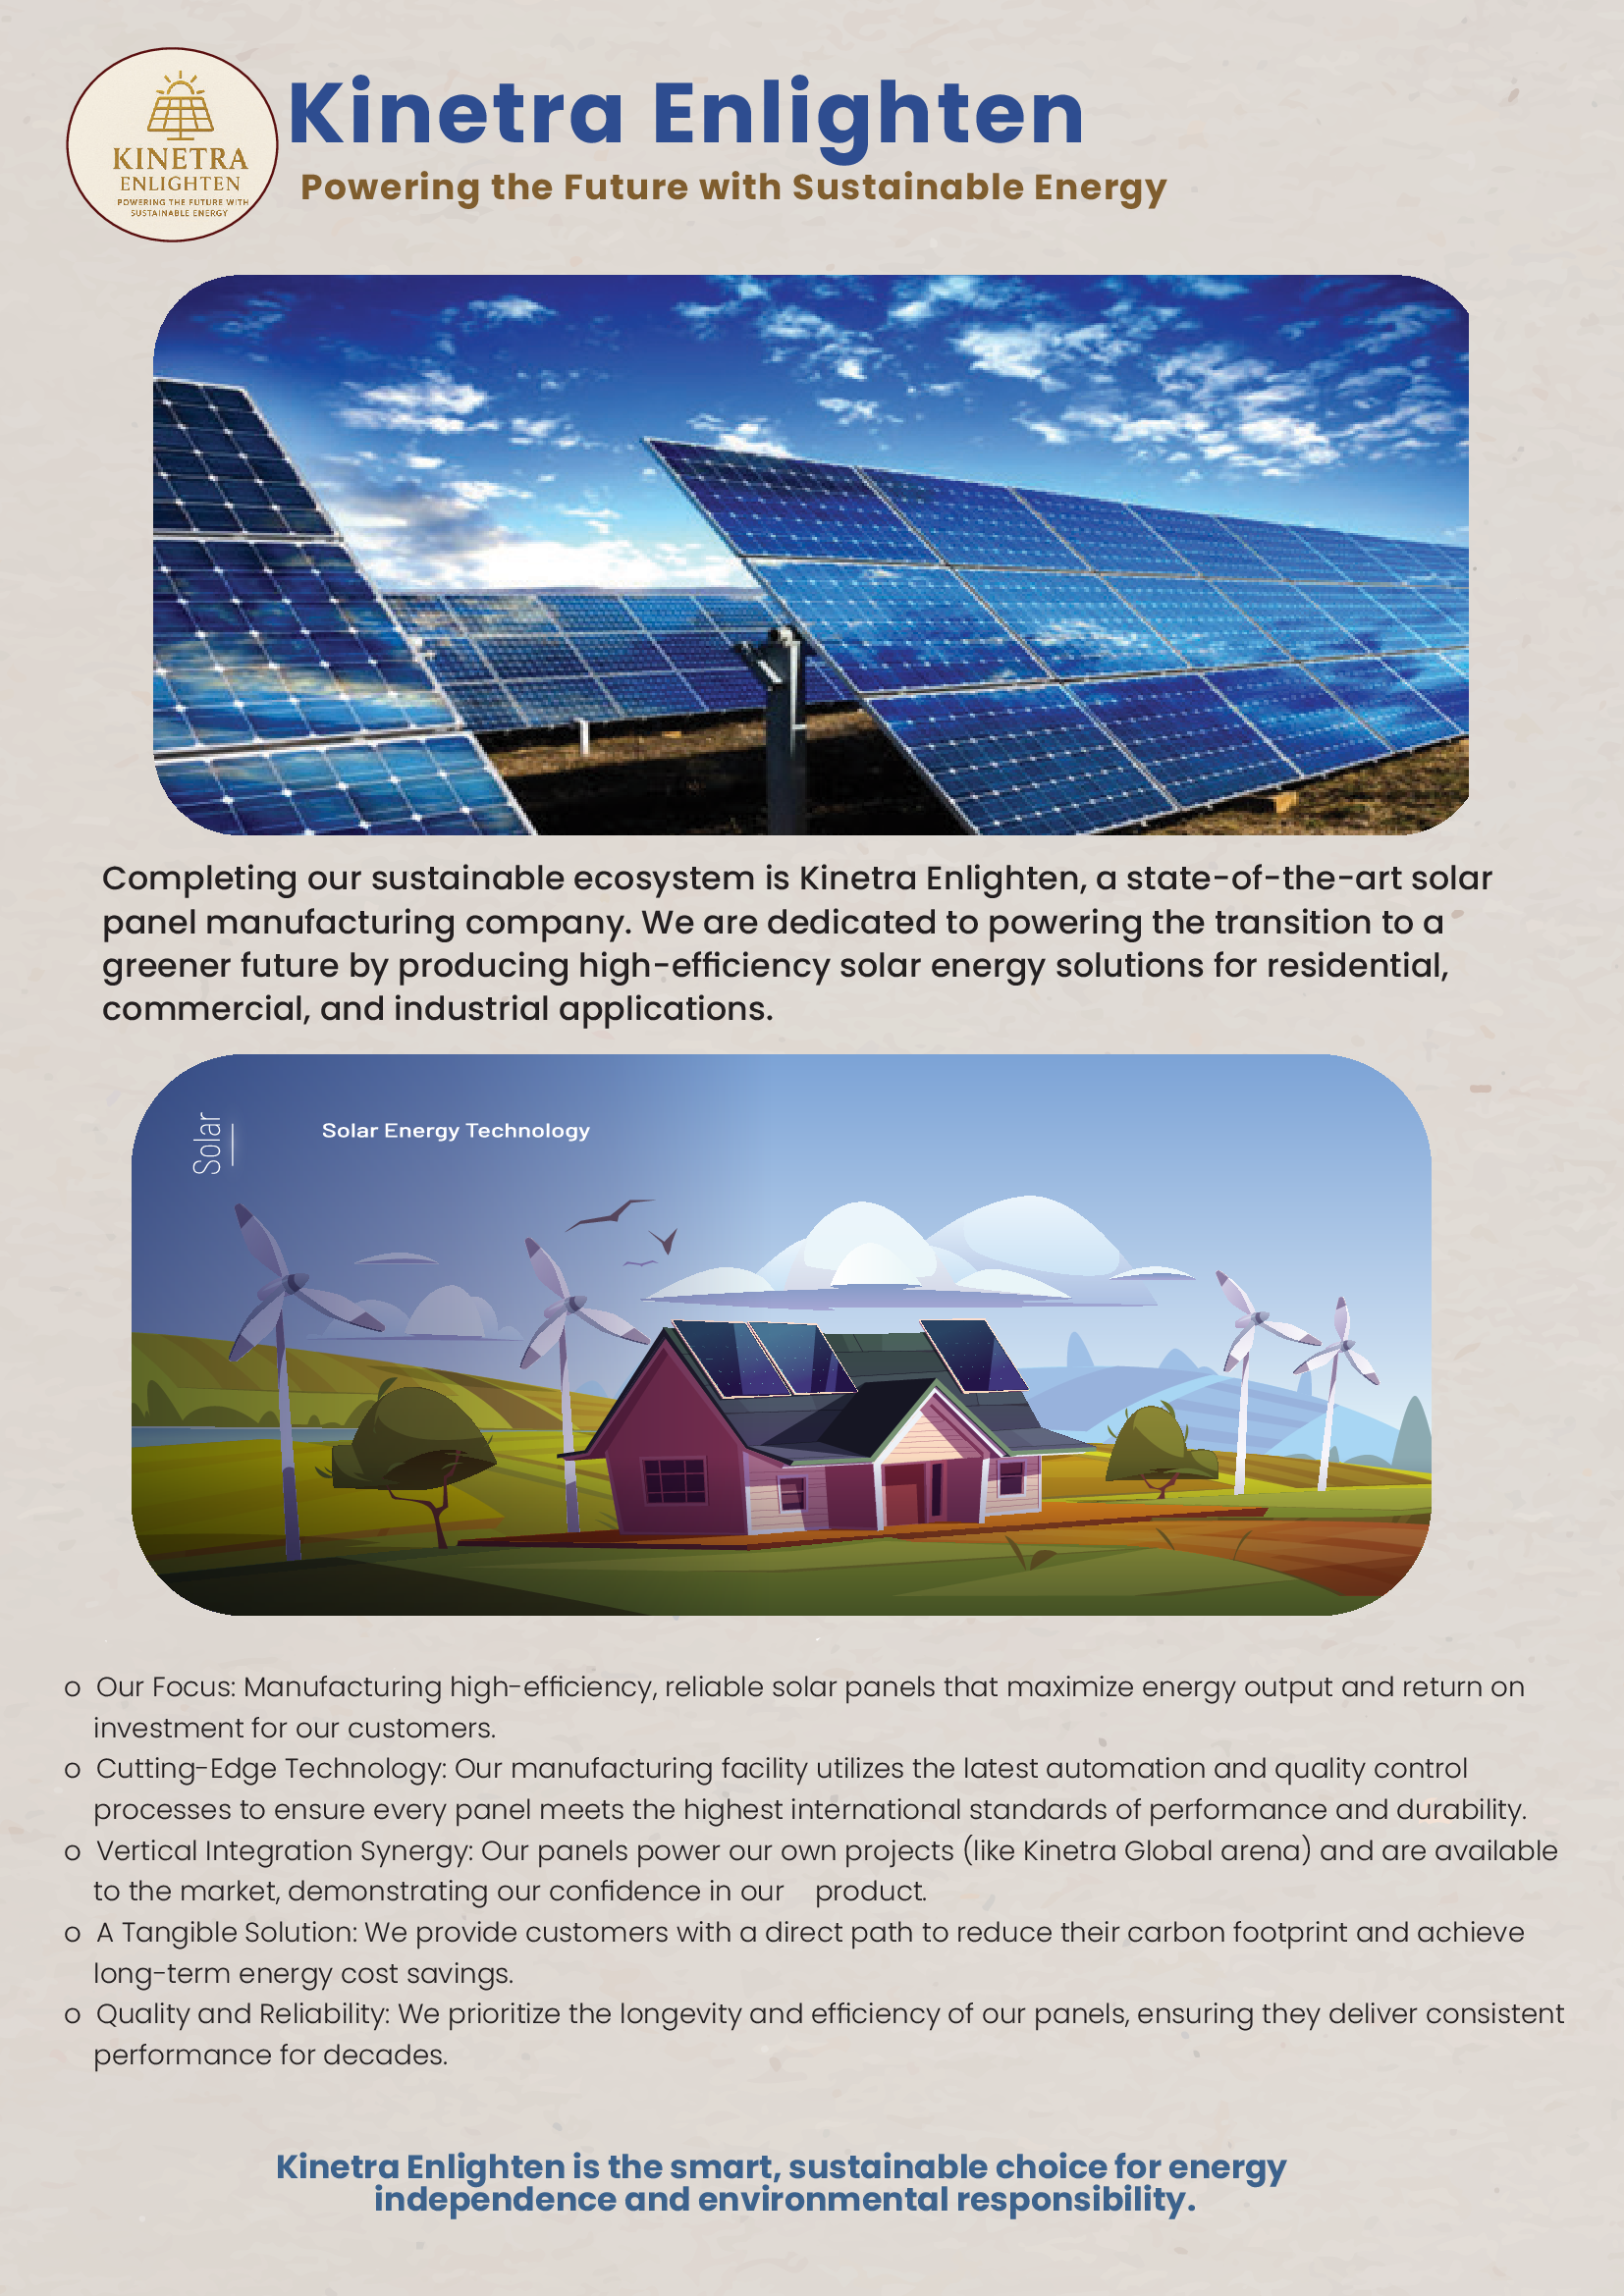 KINETRA
ENLIGHTEN
POWERING THE FUTURE WITH
SUSTAINABLE ENERGY
Kinetra Enlighten
Powering the Future with Sustainable Energy
Completing our sustainable ecosystem is Kinetra Enlighten, a state-of-the-art solar
panel manufacturing company. We are dedicated to powering the transition to a
greener future by producing high-efficiency solar energy solutions for residential,
commercial, and industrial applications.
Solar
Solar Energy Technology
o Our Focus: Manufacturing high-efficiency, reliable solar panels that maximize energy output and return on
investment for our customers.
o Cutting-Edge Technology: Our manufacturing facility utilizes the latest automation and quality control
processes to ensure every panel meets the highest international standards of performance and durability.
o Vertical Integration Synergy: Our panels power our own projects (like Kinetra Global arena) and are available
to the market, demonstrating our confidence in our product.
o A Tangible Solution: We provide customers with a direct path to reduce their carbon footprint and achieve
long-term energy cost savings.
o Quality and Reliability: We prioritize the longevity and efficiency of our panels, ensuring they deliver consistent
performance for decades.
Kinetra Enlighten is the smart, sustainable choice for energy
independence and environmental responsibility.